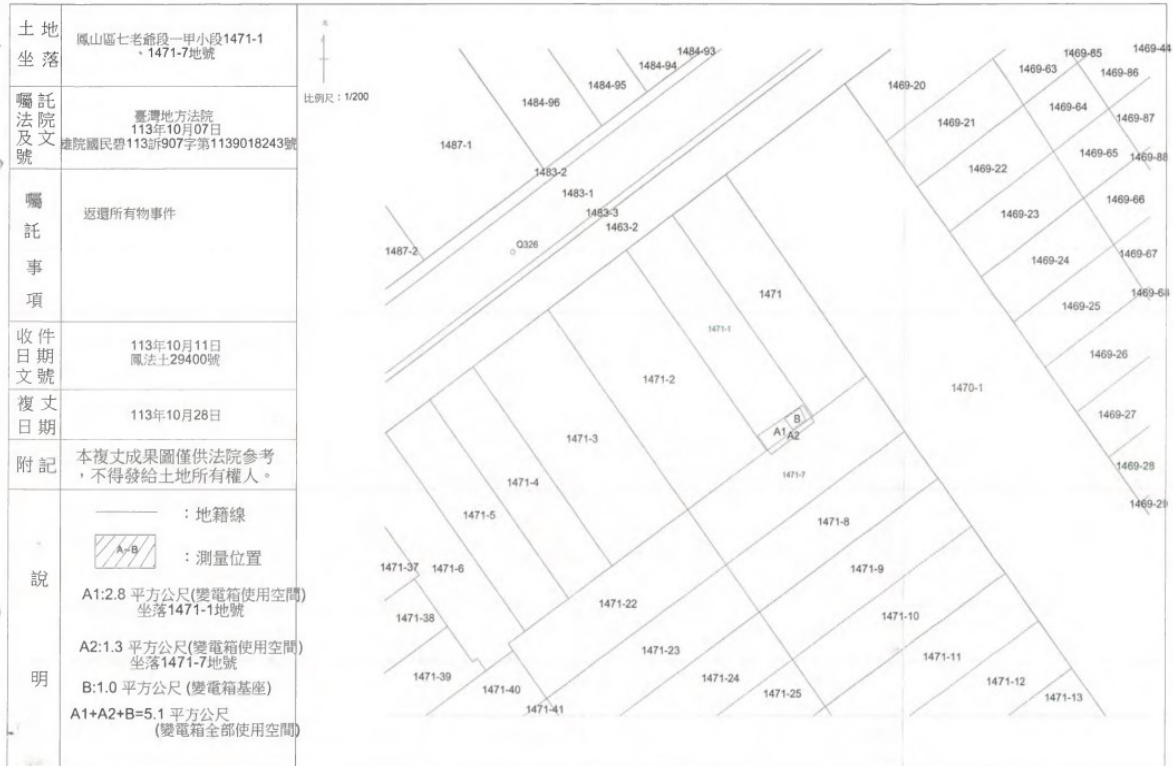 土地坐落
鳳山區七老爺段一甲小段1471-1
、1471-7地號
囑託法院及文號
臺灣地方法院
113年10月07日
雄院國民碧113訴907字第1139018243號
囑託事項
返還所有物事件
收件日期文號
113年10月11日
鳳法土29400號
複丈日期
113年10月28日
附記
本複丈成果圖僅供法院參考
，不得發給土地所有權人。
說明
：地籍線
A~B
：測量位置
A1:2.8 平方公尺(變電箱使用空間)
坐落1471-1地號
A2:1.3 平方公尺(變電箱使用空間)
坐落1471-7地號
B:1.0 平方公尺 (變電箱基座)
A1+A2+B=5.1 平方公尺
(變電箱全部使用空間)
北
比例尺：1/200
1484-93
1484-94
1484-95
1484-96
1487-1
1483-2
1483-1
1483-3
1463-2
1487-2
Q326
1469-20
1469-21
1469-22
1469-23
1469-24
1469-25
1469-26
1469-27
1469-28
1469-29
1469-63
1469-85
1469-44
1469-86
1469-64
1469-87
1469-65
1469-88
1469-66
1469-67
1469-68
1470-1
1471
1471-1
1471-2
1471-3
1471-4
1471-5
1471-6
1471-37
1471-38
1471-39
1471-40
1471-41
B
A1
A2
1471-7
1471-8
1471-9
1471-10
1471-11
1471-12
1471-13
1471-22
1471-23
1471-24
1471-25